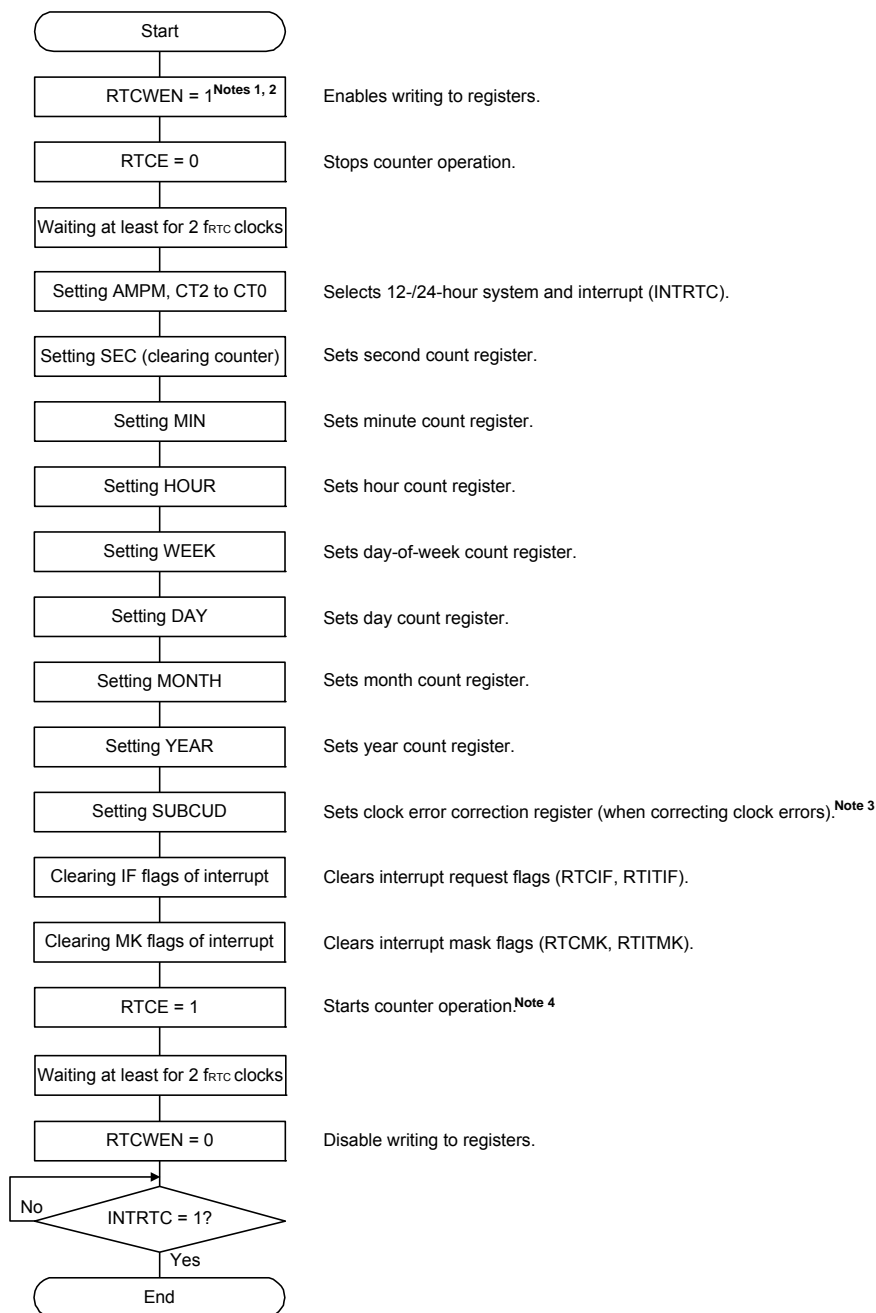 Start
RTCWEN = 1Notes 1, 2 Enables writing to registers.
RTCE = 0 Stops counter operation.
Waiting at least for 2 fRTC clocks
Setting AMPM, CT2 to CT0 Selects 12-/24-hour system and interrupt (INTRTC).
Setting SEC (clearing counter) Sets second count register.
Setting MIN Sets minute count register.
Setting HOUR Sets hour count register.
Setting WEEK Sets day-of-week count register.
Setting DAY Sets day count register.
Setting MONTH Sets month count register.
Setting YEAR Sets year count register.
Setting SUBCUD Sets clock error correction register (when correcting clock errors).Note 3
Clearing IF flags of interrupt Clears interrupt request flags (RTCIF, RTITIF).
Clearing MK flags of interrupt Clears interrupt mask flags (RTCMK, RTITMK).
RTCE = 1 Starts counter operation.Note 4
Waiting at least for 2 fRTC clocks
RTCWEN = 0 Disable writing to registers.
No
INTRTC = 1?
Yes
End